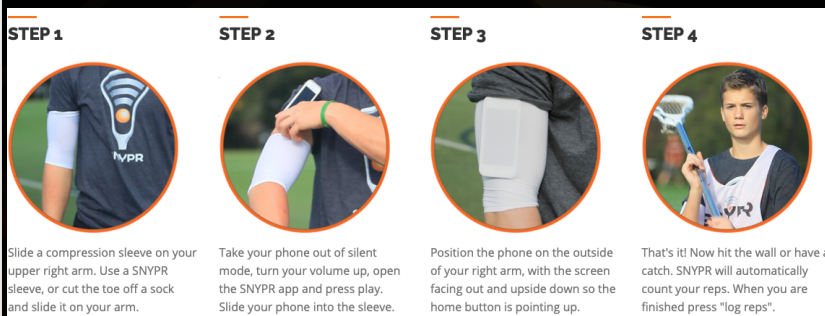 STEP 1
Slide a compression sleeve on your
upper right arm. Use a SNYPR
sleeve, or cut the toe off a sock
and slide it on your arm.
STEP 2
Take your phone out of silent
mode, turn your volume up, open
the SNYPR app and press play.
Slide your phone into the sleeve.
STEP 3
Position the phone on the outside
of your right arm, with the screen
facing out and upside down so the
home button is pointing up.
STEP 4
That's it! Now hit the wall or have a
catch. SNYPR will automatically
count your reps. When you are
finished press "log reps".
NYPR
YR